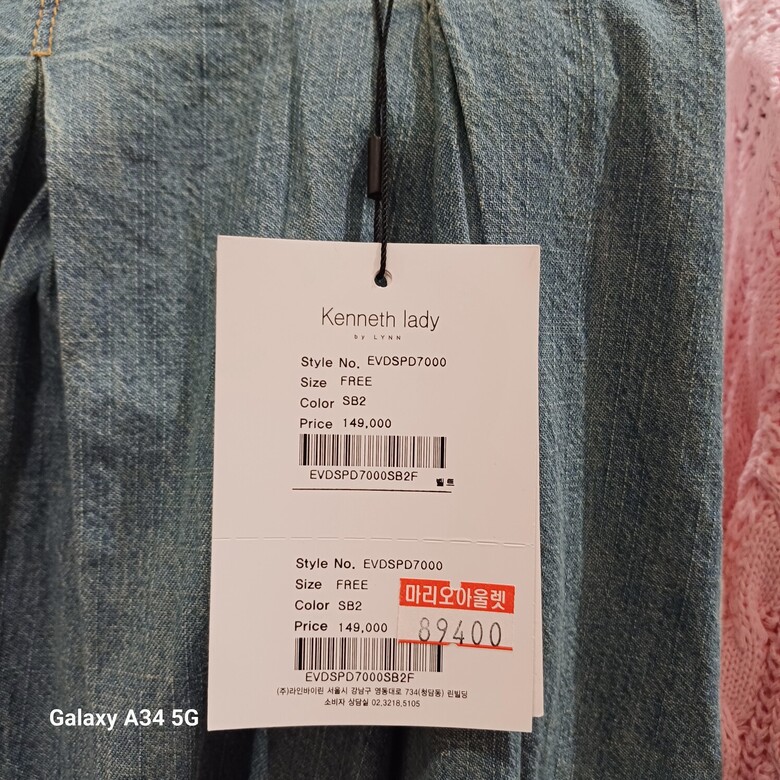 Kenneth lady
by LYNN
Style No. EVDSPD7000
Size FREE
Color SB2
Price 149,000
EVDSPD7000SB2F 벨트
Style No. EVDSPD7000
Size FREE
Color SB2
Price 149,000
마리오아울렛
89400
EVDSPD7000SB2F
(주)라인바이린 서울시 강남구 영동대로 734(청담동) 린빌딩
소비자 상담실 02.3218.5105
Galaxy A34 5G